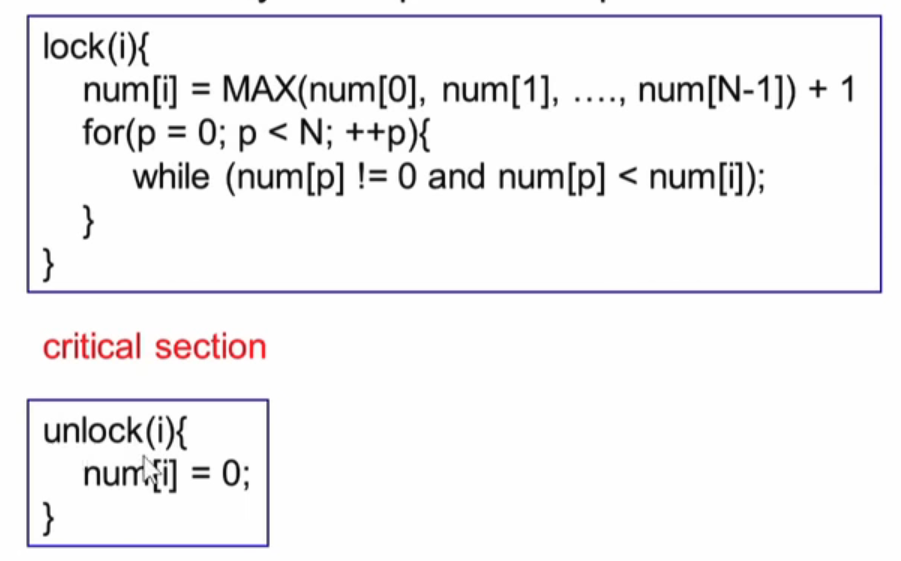 lock(i){
num[i] = MAX(num[0], num[1], ...., num[N-1]) + 1
for(p = 0; p < N; ++p){
while (num[p] != 0 and num[p] < num[i]);
}
}
critical section
unlock(i){
num[i] = 0;
}